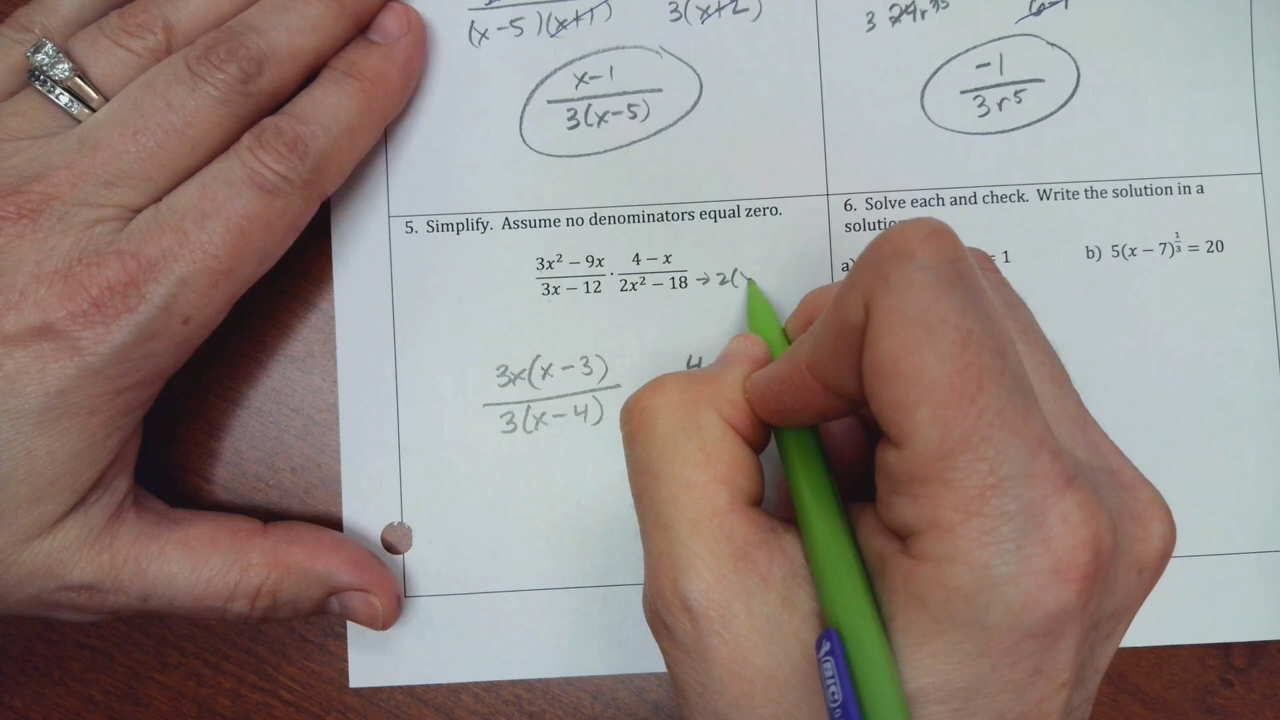 (x-5)(x+1) 3(x+2)
x-1
3(x-5)
3
-1
3r⁵
5. Simplify. Assume no denominators equal zero.
3x² − 9x / 3x − 12 · 4 − x / 2x² − 18 → 2(
3x(x-3)
3(x-4)
4
6. Solve each and check. Write the solution in a
a) = 1
b) 5(x − 7)^(1/3) = 20
BIC